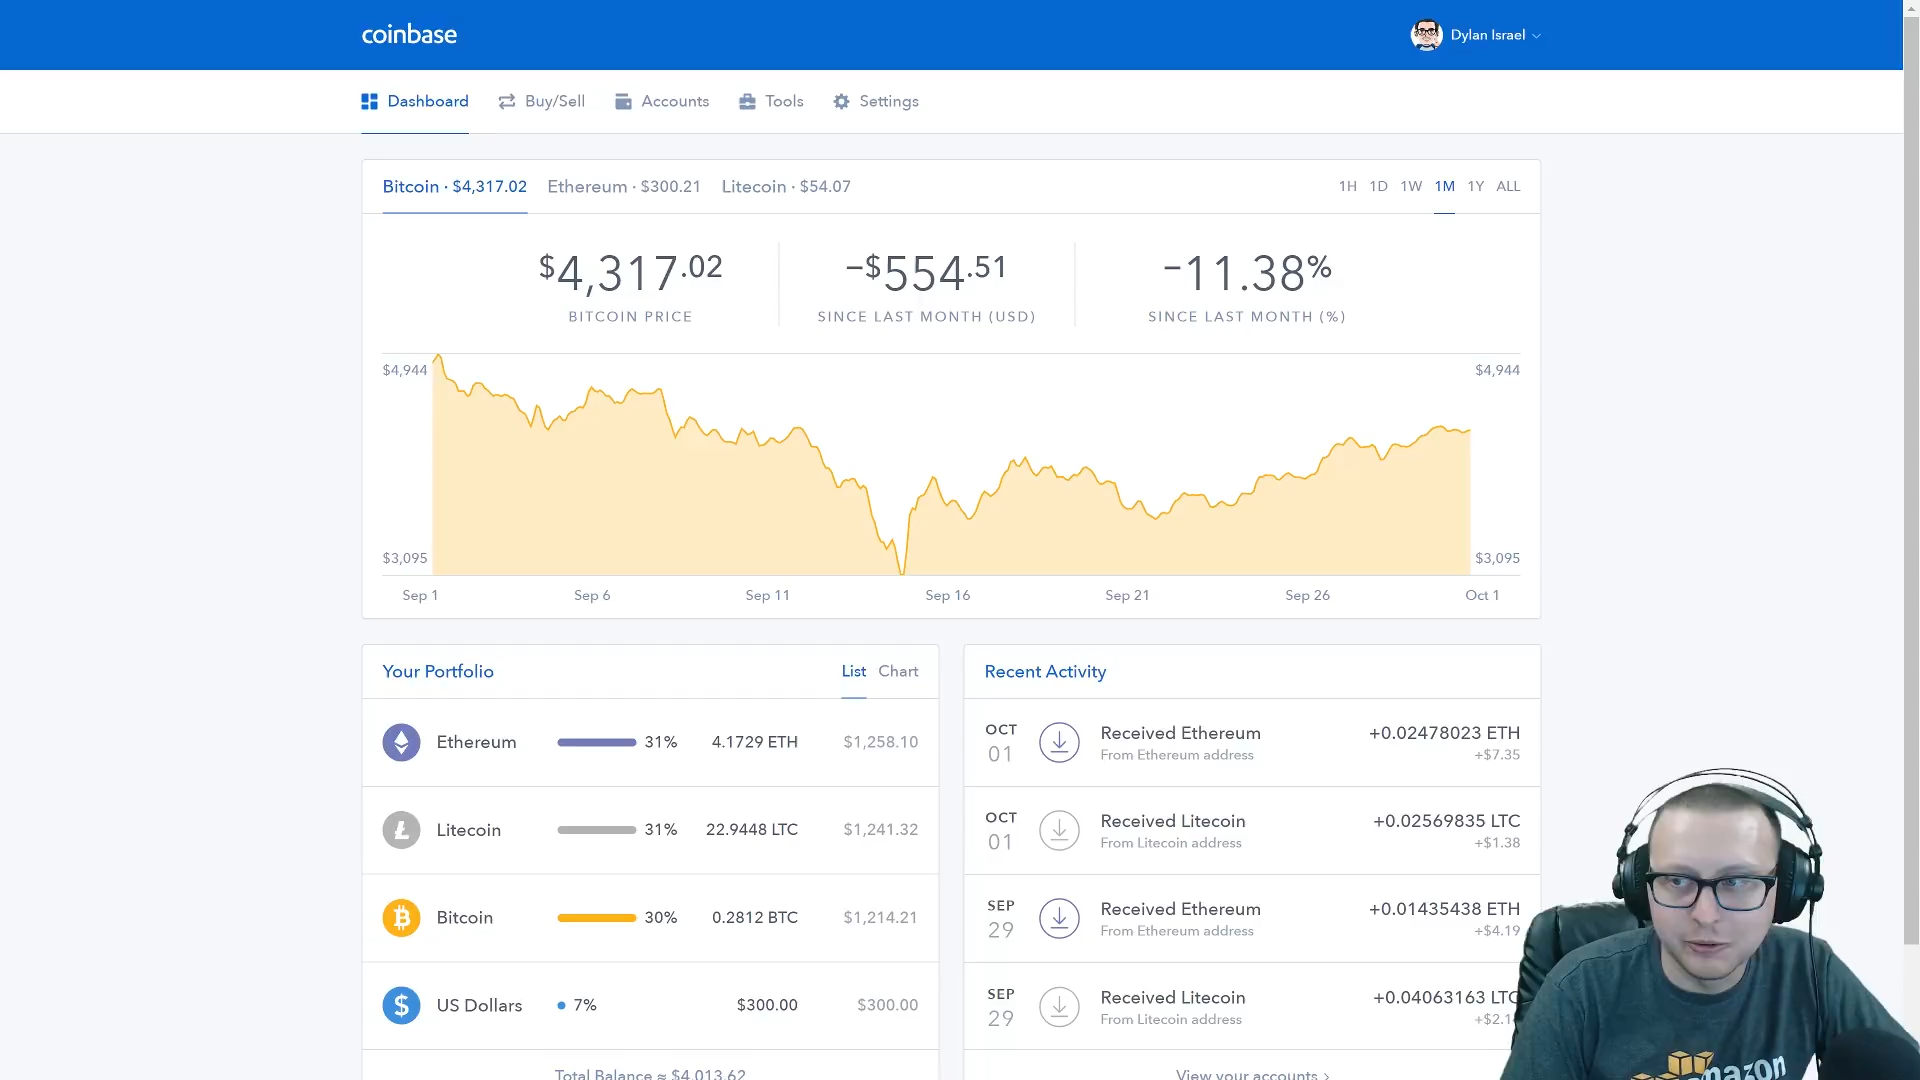 coinbase
Dylan Israel
Dashboard Buy/Sell Accounts Tools Settings
Bitcoin · $4,317.02 Ethereum · $300.21 Litecoin · $54.07 1H 1D 1W 1M 1Y ALL
$4,317.02 −$554.51 −11.38%
BITCOIN PRICE SINCE LAST MONTH (USD) SINCE LAST MONTH (%)
$4,944 $4,944
$3,095 $3,095
Sep 1 Sep 6 Sep 11 Sep 16 Sep 21 Sep 26 Oct 1
Your Portfolio List Chart
Ethereum 31% 4.1729 ETH $1,258.10
Litecoin 31% 22.9448 LTC $1,241.32
Bitcoin 30% 0.2812 BTC $1,214.21
US Dollars 7% $300.00 $300.00
Total Balance ≈ $4,013.62
Recent Activity
OCT 01 Received Ethereum +0.02478023 ETH
From Ethereum address +$7.35
OCT 01 Received Litecoin +0.02569835 LTC
From Litecoin address +$1.38
SEP 29 Received Ethereum +0.01435438 ETH
From Ethereum address +$4.19
SEP 29 Received Litecoin +0.04063163 LTC
From Litecoin address
View your accounts ›